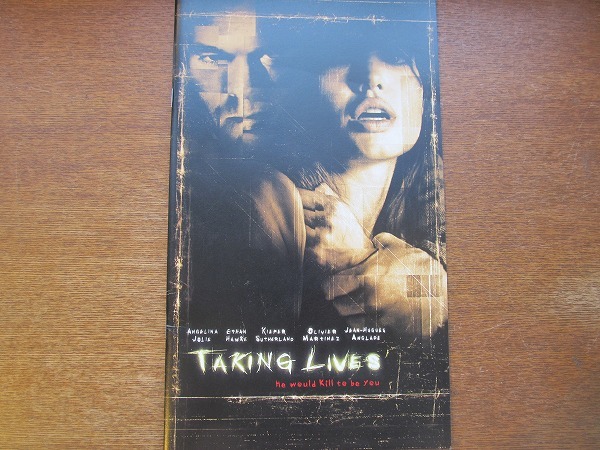 ANGELINA ETHAN KIEFER OLIVIER JEAN-HUGUES
JOLIE HAWKE SUTHERLAND MARTINEZ ANGLADE
TAKING LIVES
he would kill to be you